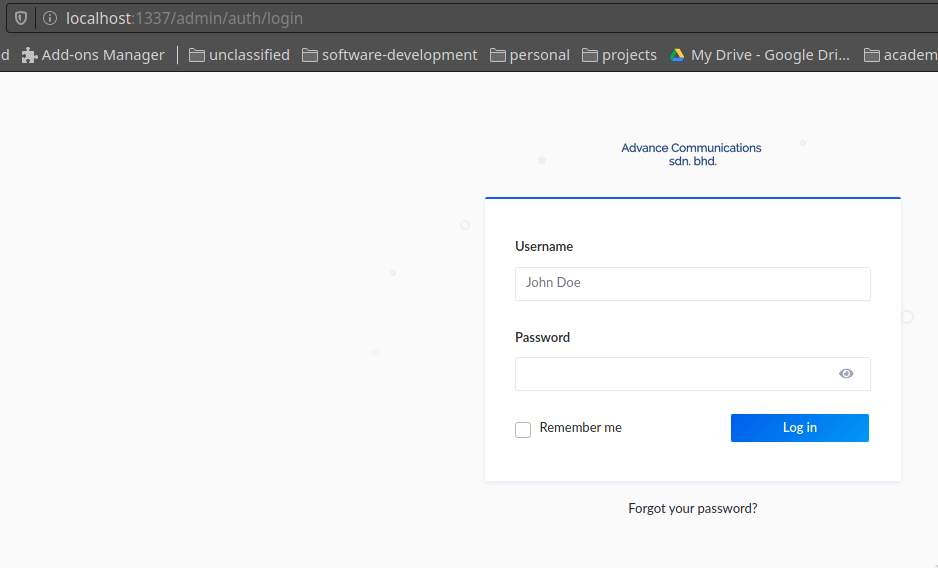 localhost:1337/admin/auth/login
d Add-ons Manager unclassified software-development personal projects My Drive - Google Dri... academ
Advance Communications
sdn. bhd.
Username
John Doe
Password
Remember me Log in
Forgot your password?